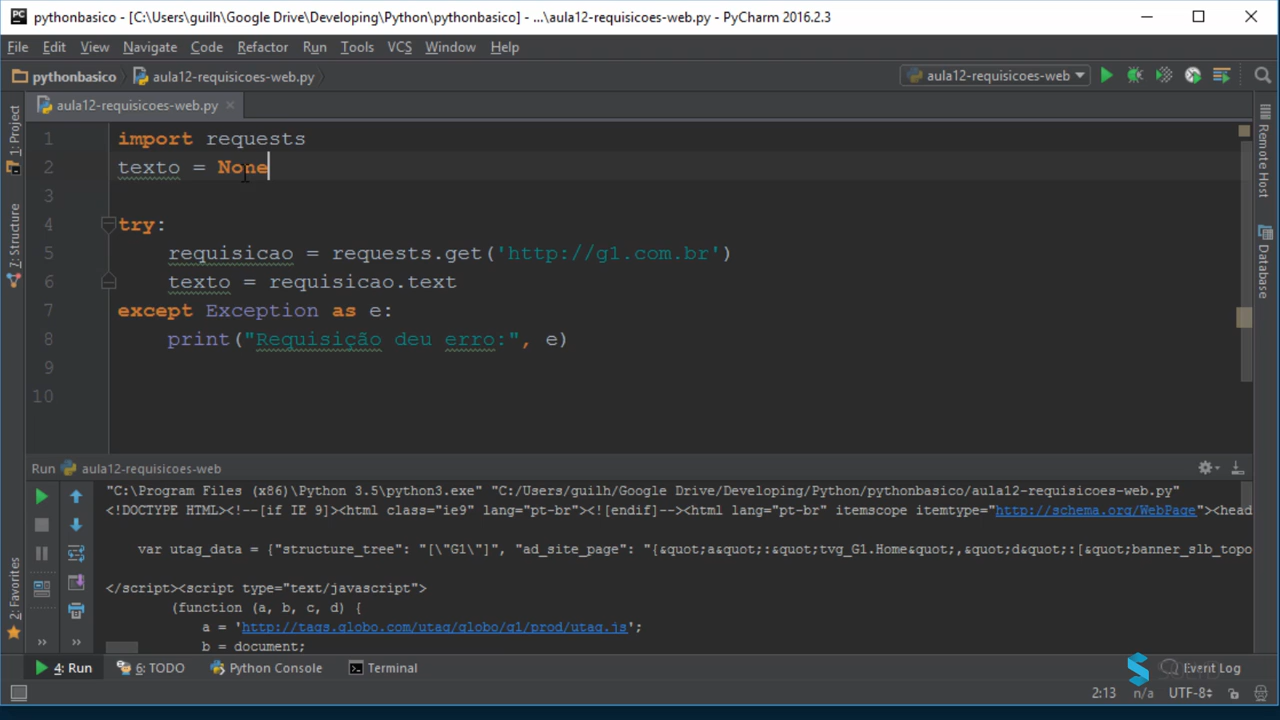 pythonbasico - [C:\Users\guilh\Google Drive\Developing\Python\pythonbasico] - ...\aula12-requisicoes-web.py - PyCharm 2016.2.3
File Edit View Navigate Code Refactor Run Tools VCS Window Help
pythonbasico aula12-requisicoes-web.py aula12-requisicoes-web
aula12-requisicoes-web.py
1: Project
7: Structure
2: Favorites
Remote Host
Database
1 import requests
2 texto = None
3
4 try:
5 requisicao = requests.get('http://g1.com.br')
6 texto = requisicao.text
7 except Exception as e:
8 print("Requisição deu erro:", e)
9
10
Run aula12-requisicoes-web
"C:\Program Files (x86)\Python 3.5\python3.exe" "C:/Users/guilh/Google Drive/Developing/Python/pythonbasico/aula12-requisicoes-web.py"
<!DOCTYPE HTML><!--[if IE 9]><html class="ie9" lang="pt-br"><![endif]--><html lang="pt-br" itemscope itemtype="http://schema.org/WebPage"><head
var utag_data = {"structure_tree": "[\"G1\"]", "ad_site_page": "{&quot;a&quot;:&quot;tvg_G1.Home&quot;,&quot;d&quot;:[&quot;banner_slb_topo
</script><script type="text/javascript">
(function (a, b, c, d) {
a = 'http://tags.globo.com/utag/globo/g1/prod/utag.js';
b = document;
4: Run 6: TODO Python Console Terminal Event Log
2:13 n/a UTF-8